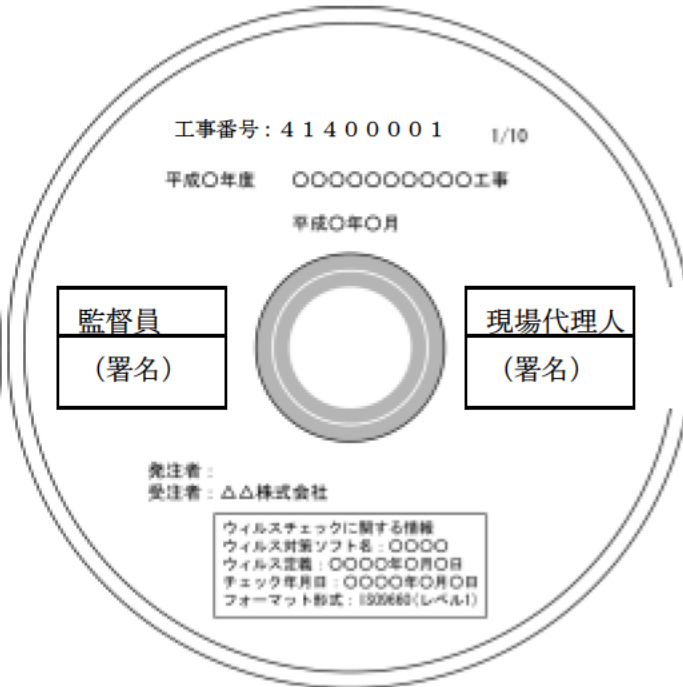 工事番号：４１４００００１ 1/10
平成○年度 ○○○○○○○○○○工事
平成○年○月
監督員
（署名）
現場代理人
（署名）
発注者：
受注者：△△株式会社
ウィルスチェックに関する情報
ウィルス対策ソフト名：○○○○
ウィルス定義：○○○○年○月○日
チェック年月日：○○○○年○月○日
フォーマット形式：ISO9660(レベル1)